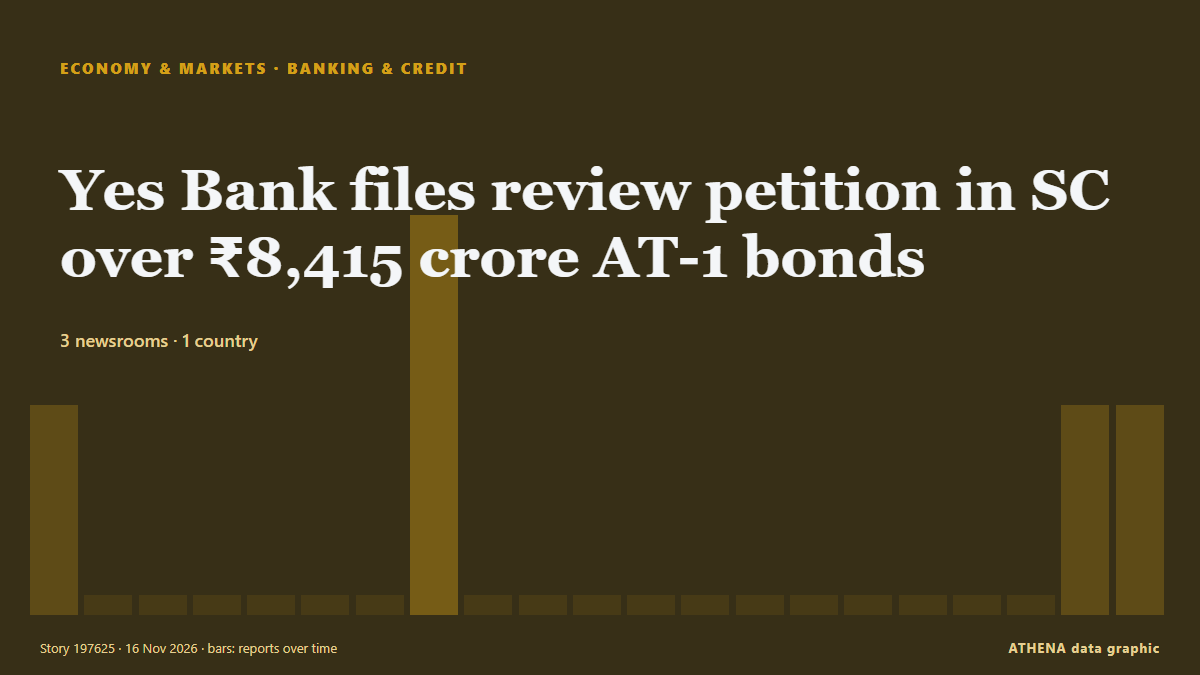 ECONOMY & MARKETS · BANKING & CREDIT
Yes Bank files review petition in SC
over ₹8,415 crore AT-1 bonds
3 newsrooms · 1 country
Story 197625 · 16 Nov 2026 · bars: reports over time
ATHENA data graphic